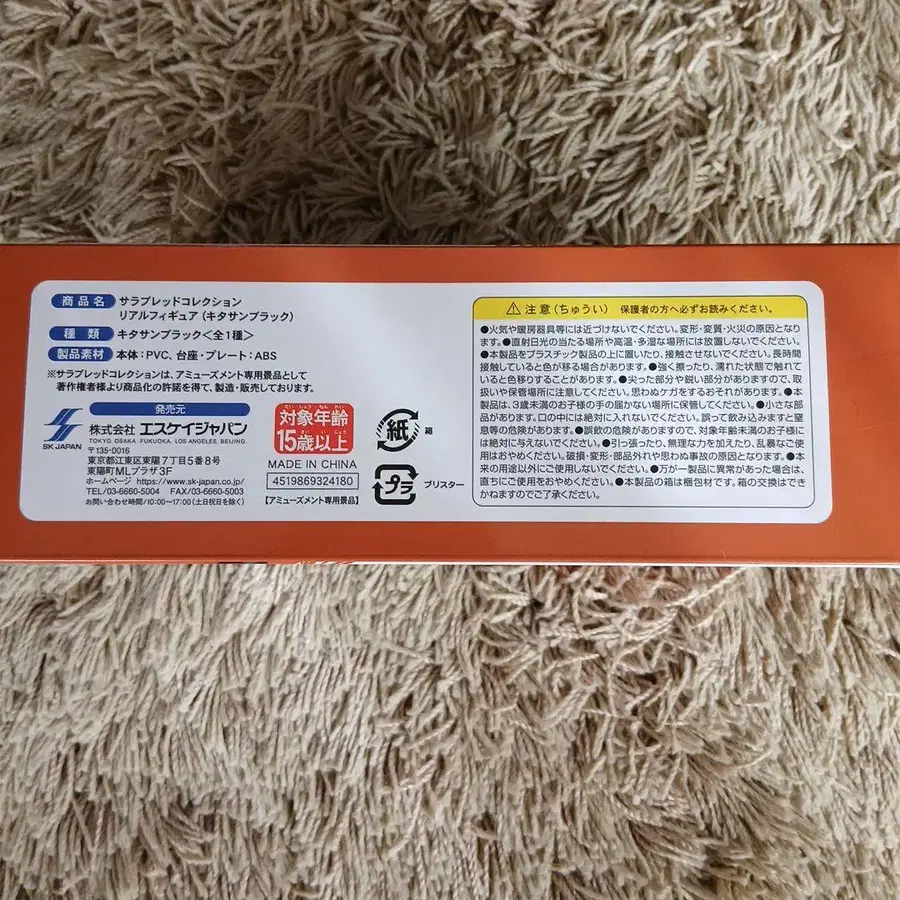 商品名 サラブレッドコレクション
リアルフィギュア（キタサンブラック）
種類 キタサンブラック＜全1種＞
製品素材 本体：PVC、台座・プレート：ABS
※サラブレッドコレクションは、アミューズメント専用景品として
著作権者様より商品化の許諾を得て、製造・販売しております。
発売元
SK JAPAN
株式会社 エスケイジャパン
TOKYO OSAKA FUKUOKA, LOS ANGELES, BEIJING.
〒135-0016
東京都江東区東陽7丁目5番8号
東陽町MLプラザ3F
ホームページ https://www.sk-japan.co.jp/
TEL/03-6660-5004 FAX/03-6660-5003
お問い合わせ時間/10:00～17:00（土日祝日を除く）
たいしょうねんれい
対象年齢
さいいじょう
15歳以上
MADE IN CHINA
4519869324180
【アミューズメント専用景品】
紙 箱
プラ ブリスター
注意（ちゅうい） 保護者の方へ必ずお読みください。
●火気や暖房器具等には近づけないでください。変形・変質・火災の原因となり
ます。●直射日光の当たる場所や高温・多湿な場所には放置しないでください。
●本製品をプラスチック製品の上に置いたり、接触させないでください。長時間
接触していると色が移る場合があります。●強く擦ったり、濡れた状態で触れて
いると色移りすることがあります。●尖った部分や鋭い部分がありますので、取
扱いや保管場所に注意してください。思わぬケガをするおそれがあります。●本
製品は、3歳未満のお子様の手の届かない場所に保管してください。●小さな部
品があります。口の中には絶対に入れないでください。誤って飲み込みますと窒
息等の危険があります。●誤飲の危険がありますので、対象年齢未満のお子様に
は絶対に与えないでください。●引っ張ったり、無理な力を加えたり、乱暴なご使
用はおやめください。破損・変形・部品外れや思わぬ事故の原因となります。●本
来の用途以外にご使用しないでください。●万が一製品に異常があった場合は、
直ちにご使用をおやめください。●本製品の箱は梱包材です。箱の交換はできか
かねますのでご了承ください。